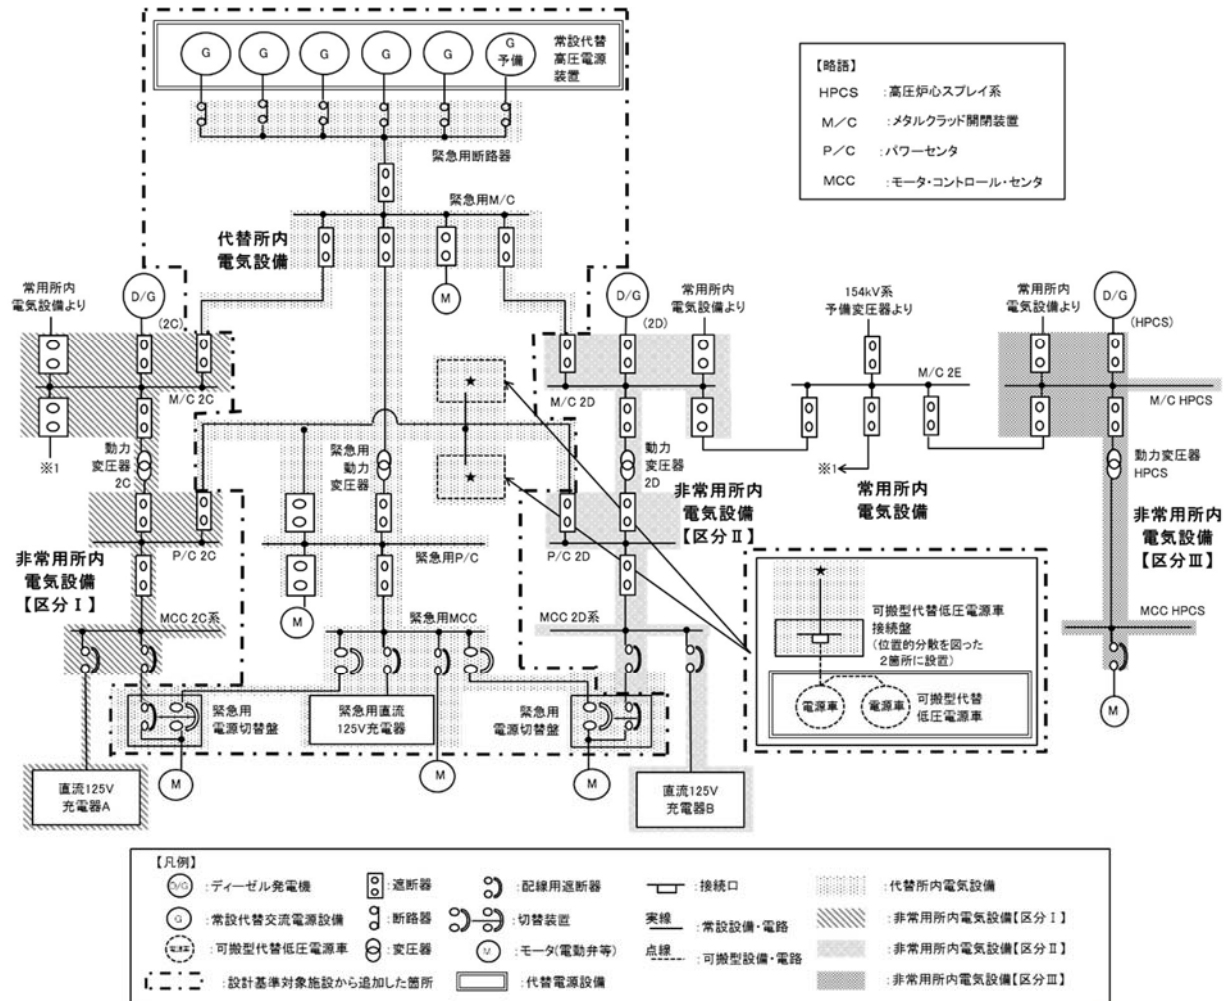 G
G
G
G
G
G
予備
常設代替
高圧電源
装置
緊急用断路器
緊急用M/C
代替所内
電気設備
M
【略語】
HPCS :高圧炉心スプレイ系
M/C :メタルクラッド開閉装置
P/C :パワーセンタ
MCC :モータ・コントロール・センタ
常用所内
電気設備より
D/G
(2C)
D/G
(2D)
常用所内
電気設備より
154kV系
予備変圧器より
常用所内
電気設備より
D/G
(HPCS)
M/C 2C
M/C 2D
M/C 2E
M/C HPCS
★
★
※1
動力
変圧器
2C
緊急用
動力
変圧器
動力
変圧器
2D
※1
常用所内
電気設備
動力変圧器
HPCS
非常用所内
電気設備
【区分Ⅱ】
非常用所内
電気設備
【区分Ⅲ】
非常用所内
電気設備
【区分Ⅰ】
P/C 2C
緊急用P/C
P/C 2D
M
MCC 2C系
緊急用MCC
MCC 2D系
MCC HPCS
★
可搬型代替低圧電源車
接続盤
(位置的分散を図った
2箇所に設置)
電源車
電源車
可搬型代替
低圧電源車
緊急用
電源切替盤
緊急用直流
125V充電器
緊急用
電源切替盤
M
M
M
M
直流125V
充電器A
直流125V
充電器B
【凡例】
D/G :ディーゼル発電機
:遮断器
:配線用遮断器
:接続口
:代替所内電気設備
G :常設代替交流電源設備
:断路器
:切替装置
実線 :常設設備・電路
:非常用所内電気設備【区分Ⅰ】
電源車 :可搬型代替低圧電源車
:変圧器
M :モータ(電動弁等)
点線 :可搬型設備・電路
:非常用所内電気設備【区分Ⅱ】
:設計基準対象施設から追加した箇所
:代替電源設備
:非常用所内電気設備【区分Ⅲ】